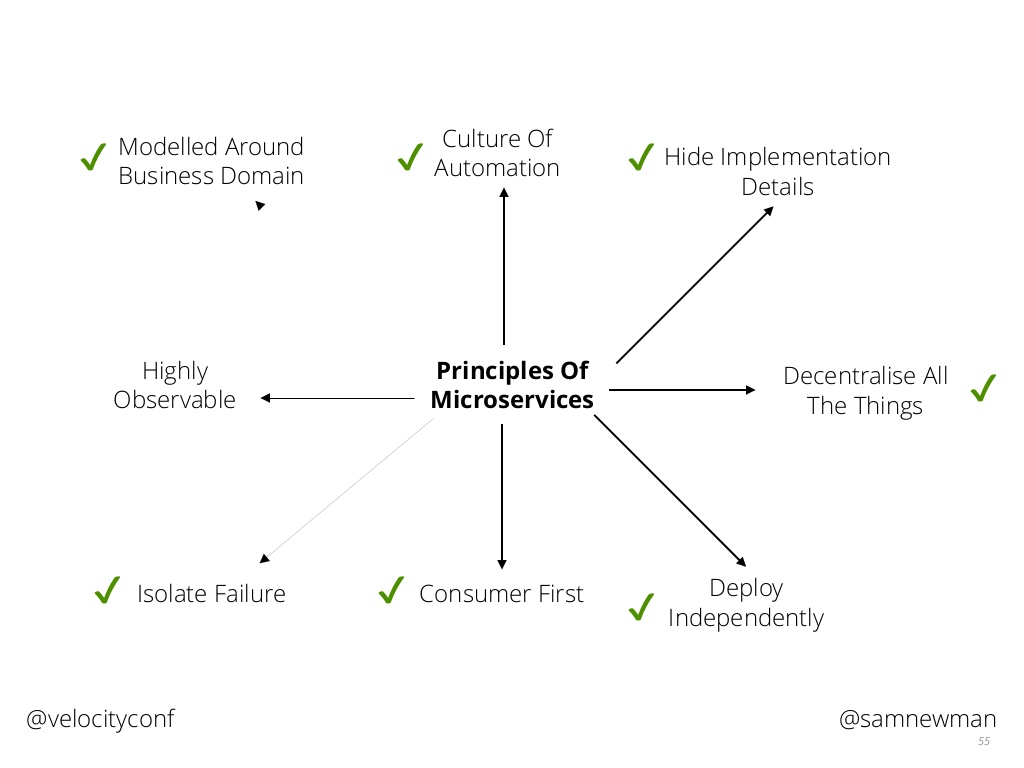 Modelled Around
Business Domain
Culture Of
Automation
Hide Implementation
Details
Highly
Observable
Principles Of
Microservices
Decentralise All
The Things
Isolate Failure
Consumer First
Deploy
Independently
@velocityconf
@samnewman
55